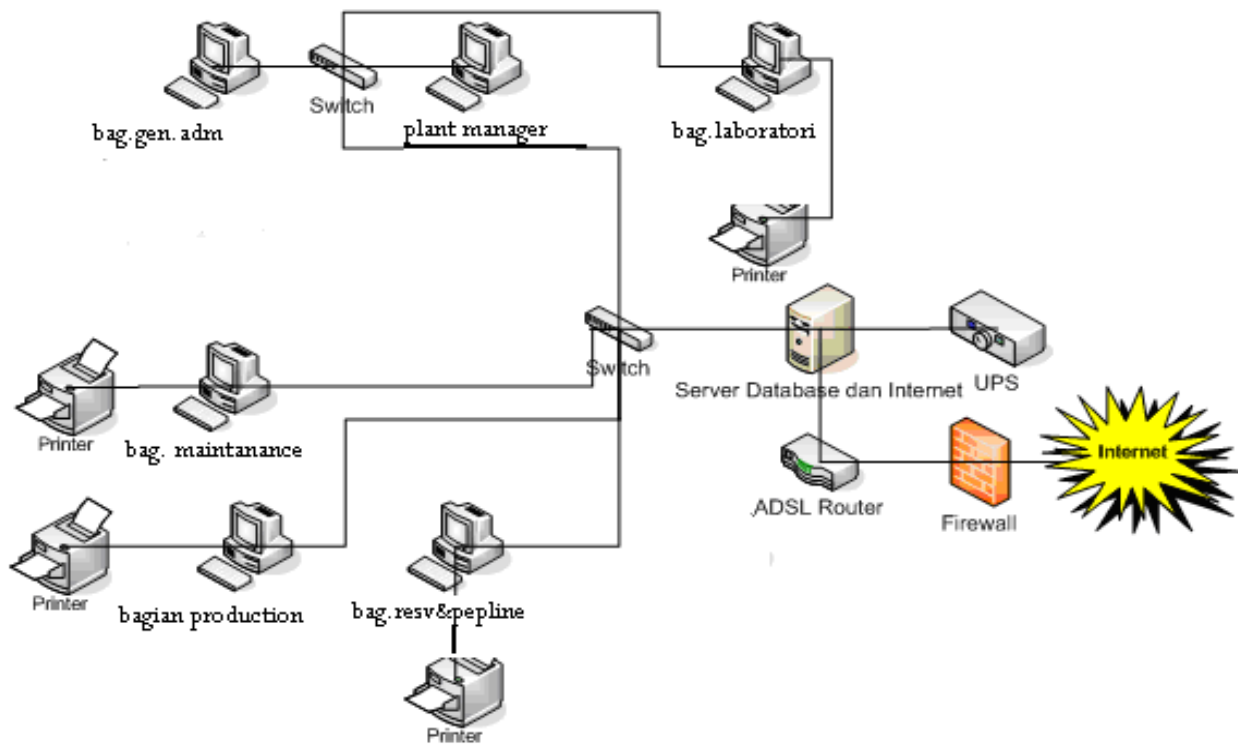 Switch
bag.gen.adm
plant manager
bag.laboratori
Printer
Switch
Server Database dan Internet
UPS
Printer
bag. maintanance
Internet
ADSL Router
Firewall
Printer
bagian production
bag.resv&pepline
Printer